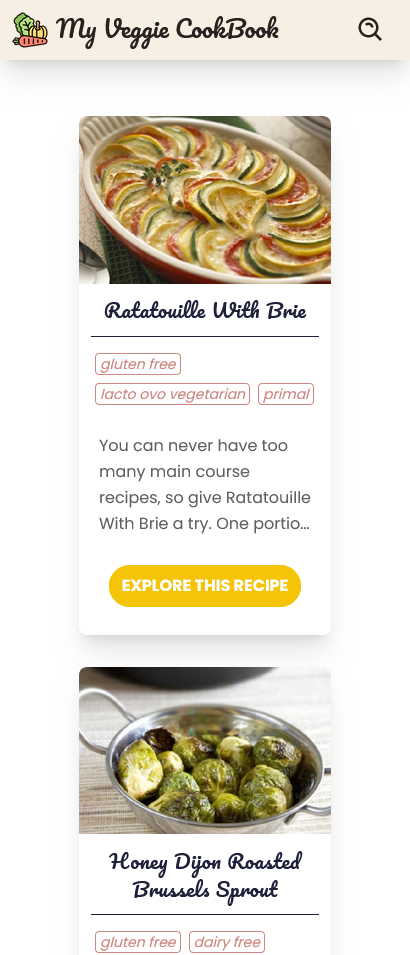 My Veggie CookBook
Ratatouille With Brie
gluten free
lacto ovo vegetarian primal
You can never have too
many main course
recipes, so give Ratatouille
With Brie a try. One portio...
EXPLORE THIS RECIPE
Honey Dijon Roasted
Brussels Sprout
gluten free dairy free